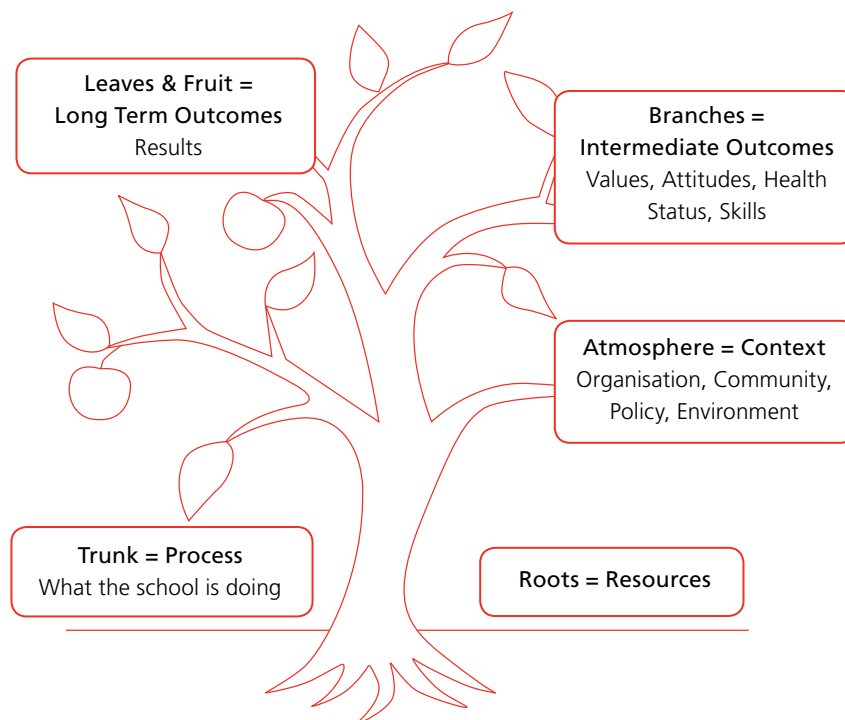 Leaves & Fruit =
Long Term Outcomes
Results
Branches =
Intermediate Outcomes
Values, Attitudes, Health
Status, Skills
Atmosphere = Context
Organisation, Community,
Policy, Environment
Trunk = Process
What the school is doing
Roots = Resources